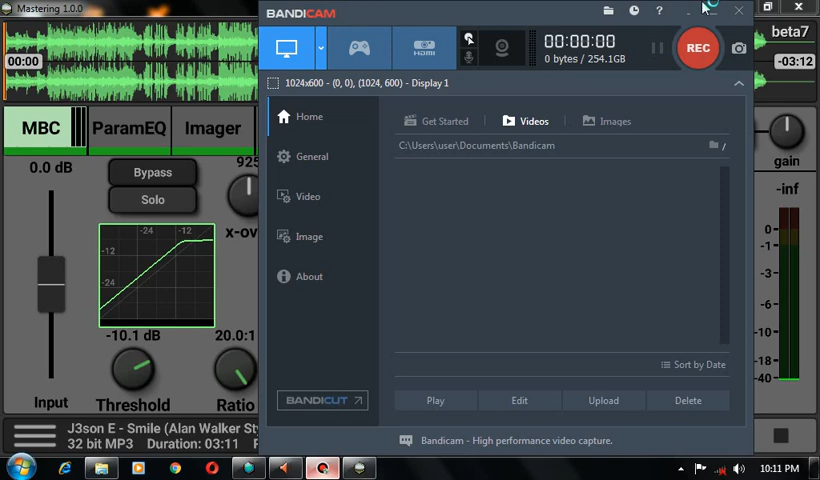 Mastering 1.0.0
BANDICAM
beta7
00:00
-03:12
00:00:00
0 bytes / 254.1GB
REC
HDMI
1024x600 - (0, 0), (1024, 600) - Display 1
MBC
ParamEQ
Imager
Home
Get Started
Videos
Images
gain
C:\Users\user\Documents\Bandicam
/
0.0 dB
Bypass
925
General
-inf
Solo
Video
x-ov
-24
-12
-12
-24
Image
0
-1
-3
-6
-10
-18
-40
About
-10.1 dB
20.0:1
Sort by Date
Input
Threshold
Ratio
BANDICUT
Play
Edit
Upload
Delete
J3son E - Smile (Alan Walker Sty
32 bit MP3
Duration: 03:11
Bandicam - High performance video capture.
10:11 PM